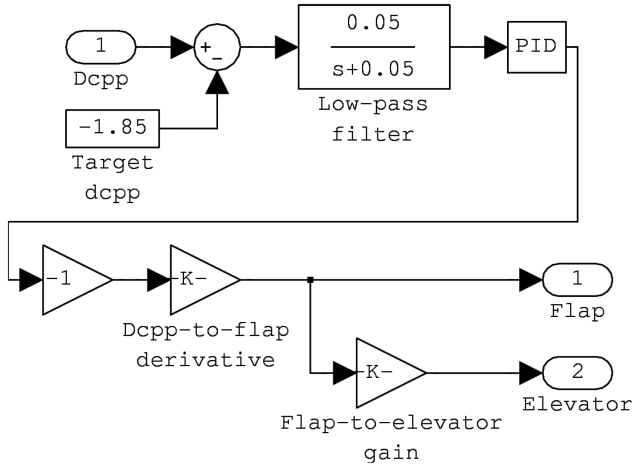 1
Dcpp
+
−
0.05
s+0.05
Low−pass
filter
PID
−1.85
Target
dcpp
−1
−K−
Dcpp−to−flap
derivative
1
Flap
−K−
Flap−to−elevator
gain
2
Elevator